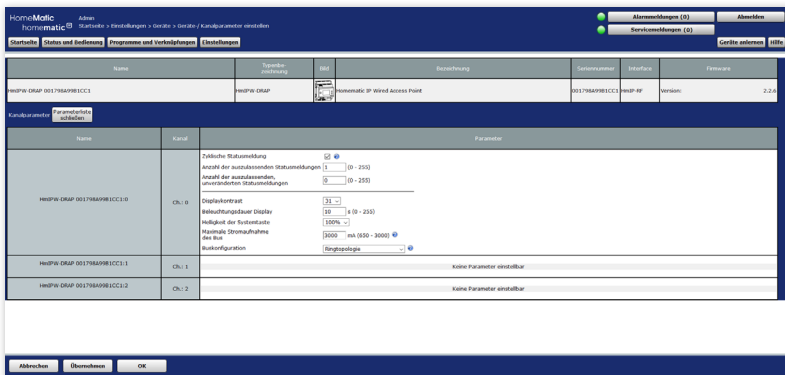 HomeMatic
homematic IP
Admin
Startseite > Einstellungen > Geräte > Geräte / Kanalparameter einstellen
Alarmmeldungen (0)
Servicemeldungen (0)
Abmelden
Startseite
Status und Bedienung
Programme und Verknüpfungen
Einstellungen
Geräte anlernen
Hilfe
Name
Typenbe-
zeichnung
Bild
Bezeichnung
Seriennummer
Interface
Firmware
HmIPW-DRAP 001798A99B1CC1
HmIPW-DRAP
Homematic IP Wired Access Point
001798A99B1CC1
HmIP-RF
Version:
2.2.6
Kanalparameter
Parameterliste
schließen
Name
Kanal
Parameter
HmIPW-DRAP 001798A99B1CC1:0
Ch.: 0
Zyklische Statusmeldung
Anzahl der auszulassenden Statusmeldungen 1 (0 - 255)
Anzahl der auszulassenden,
unveränderten Statusmeldungen 0 (0 - 255)
Displaykontrast 31
Beleuchtungsdauer Display 10 s (0 - 255)
Helligkeit der Systemtaste 100%
Maximale Stromaufnahme
des Bus 3000 mA (650 - 3000)
Buskonfiguration Ringtopologie
HmIPW-DRAP 001798A99B1CC1:1
Ch.: 1
Keine Parameter einstellbar
HmIPW-DRAP 001798A99B1CC1:2
Ch.: 2
Keine Parameter einstellbar
Abbrechen
Übernehmen
OK